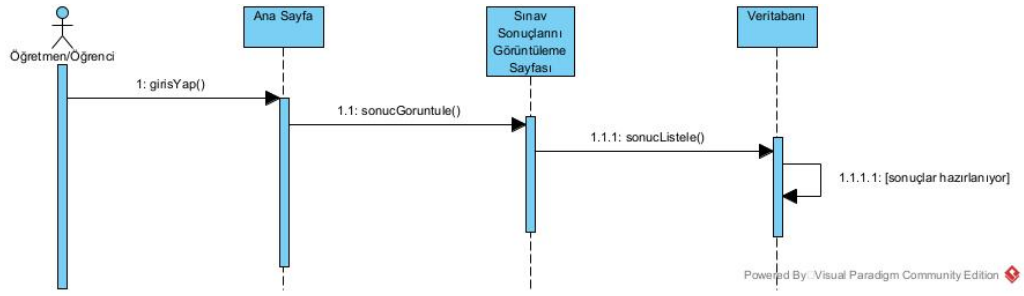 Öğretmen/Öğrenci
Ana Sayfa
Sınav
Sonuçlarını
Görüntüleme
Sayfası
Veritabanı
1: girisYap()
1.1: sonucGoruntule()
1.1.1: sonucListele()
1.1.1.1: [sonuçlar hazırlanıyor]
Powered By Visual Paradigm Community Edition